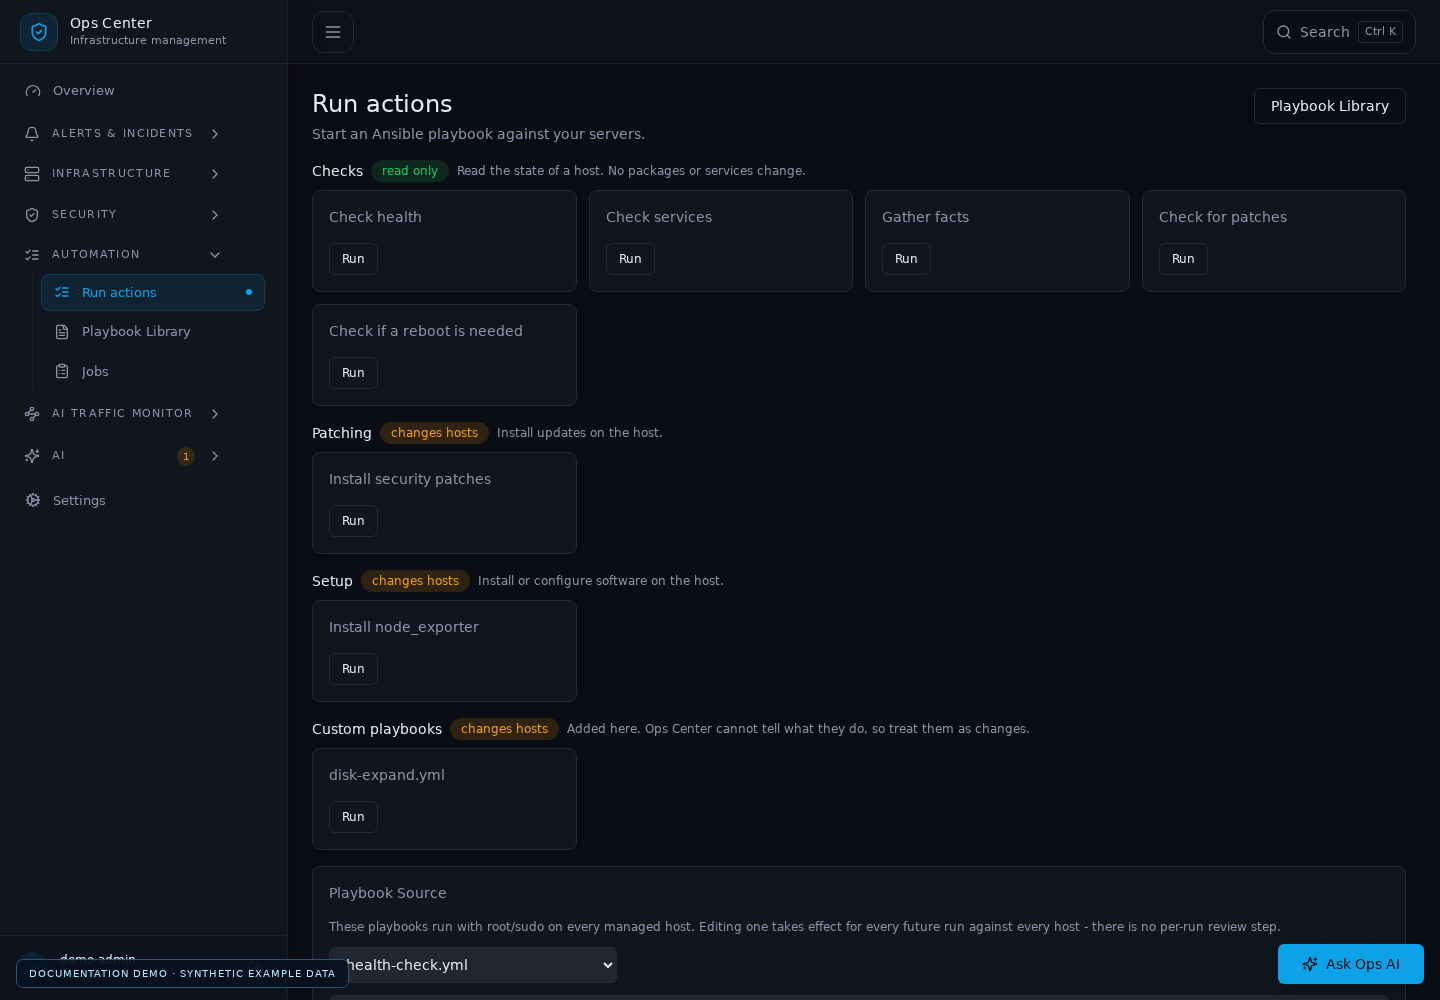 Ops Center
Infrastructure management
Search Ctrl K
Overview
ALERTS & INCIDENTS
INFRASTRUCTURE
SECURITY
AUTOMATION
Run actions
Playbook Library
Jobs
AI TRAFFIC MONITOR
AI 1
Settings
DOCUMENTATION DEMO · SYNTHETIC EXAMPLE DATA
Run actions
Playbook Library
Start an Ansible playbook against your servers.
Checks read only Read the state of a host. No packages or services change.
Check health
Run
Check services
Run
Gather facts
Run
Check for patches
Run
Check if a reboot is needed
Run
Patching changes hosts Install updates on the host.
Install security patches
Run
Setup changes hosts Install or configure software on the host.
Install node_exporter
Run
Custom playbooks changes hosts Added here. Ops Center cannot tell what they do, so treat them as changes.
disk-expand.yml
Run
Playbook Source
These playbooks run with root/sudo on every managed host. Editing one takes effect for every future run against every host - there is no per-run review step.
health-check.yml
Ask Ops AI